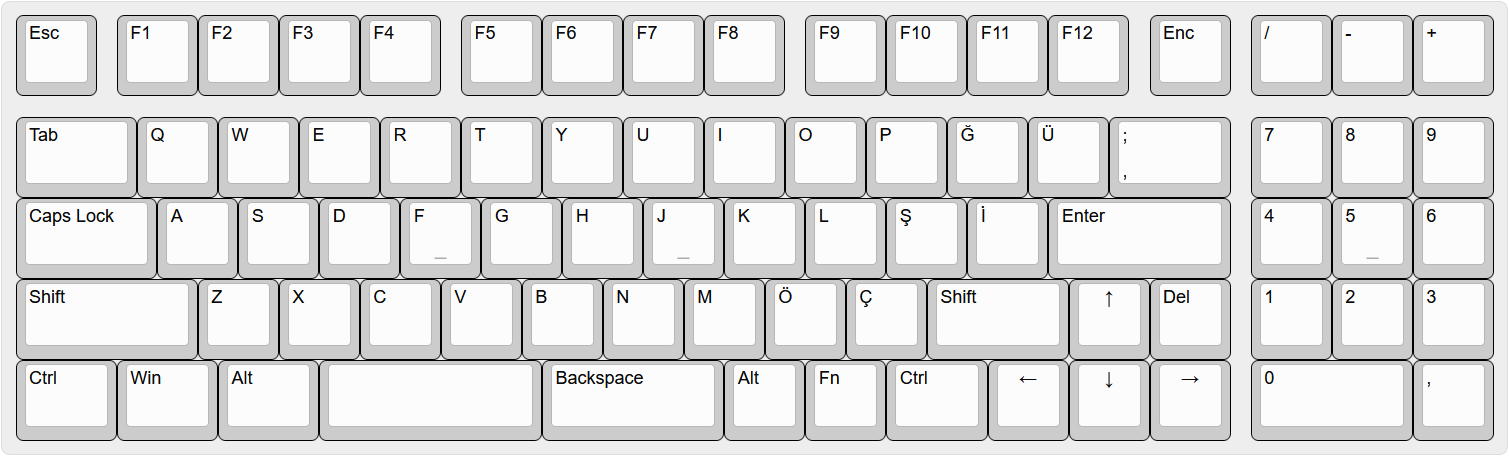 Esc F1 F2 F3 F4 F5 F6 F7 F8 F9 F10 F11 F12 Enc / - +
Tab Q W E R T Y U I O P Ğ Ü ; 7 8 9
,
Caps Lock A S D F G H J K L Ş İ Enter 4 5 6
_ _ _
Shift Z X C V B N M Ö Ç Shift ↑ Del 1 2 3
Ctrl Win Alt Backspace Alt Fn Ctrl ← ↓ → 0 ,